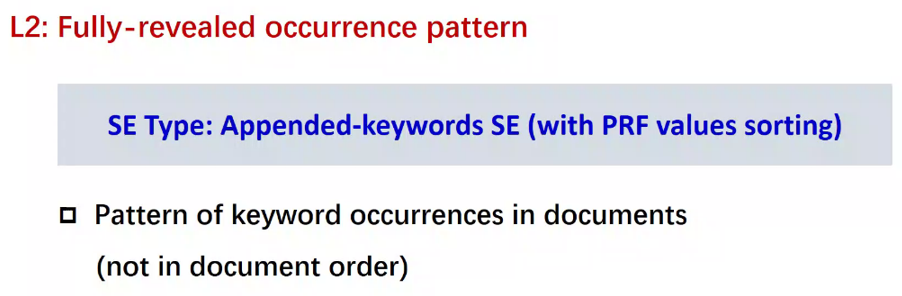 L2: Fully-revealed occurrence pattern
SE Type: Appended-keywords SE (with PRF values sorting)
Pattern of keyword occurrences in documents
(not in document order)